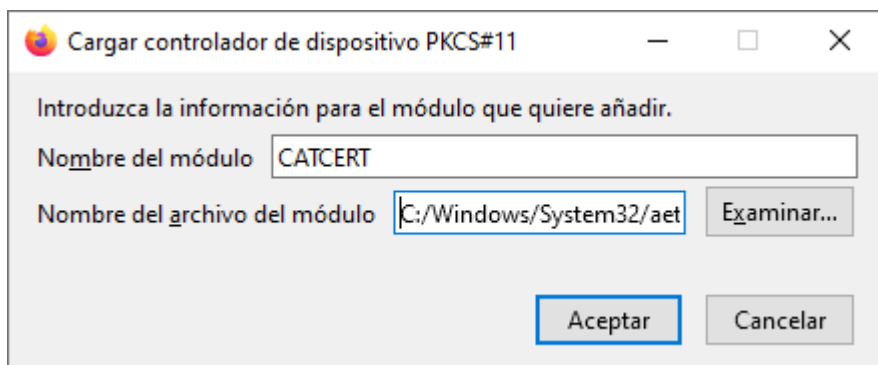 Cargar controlador de dispositivo PKCS#11
Introduzca la información para el módulo que quiere añadir.
Nombre del módulo CATCERT
Nombre del archivo del módulo C:/Windows/System32/aet Examinar...
Aceptar Cancelar